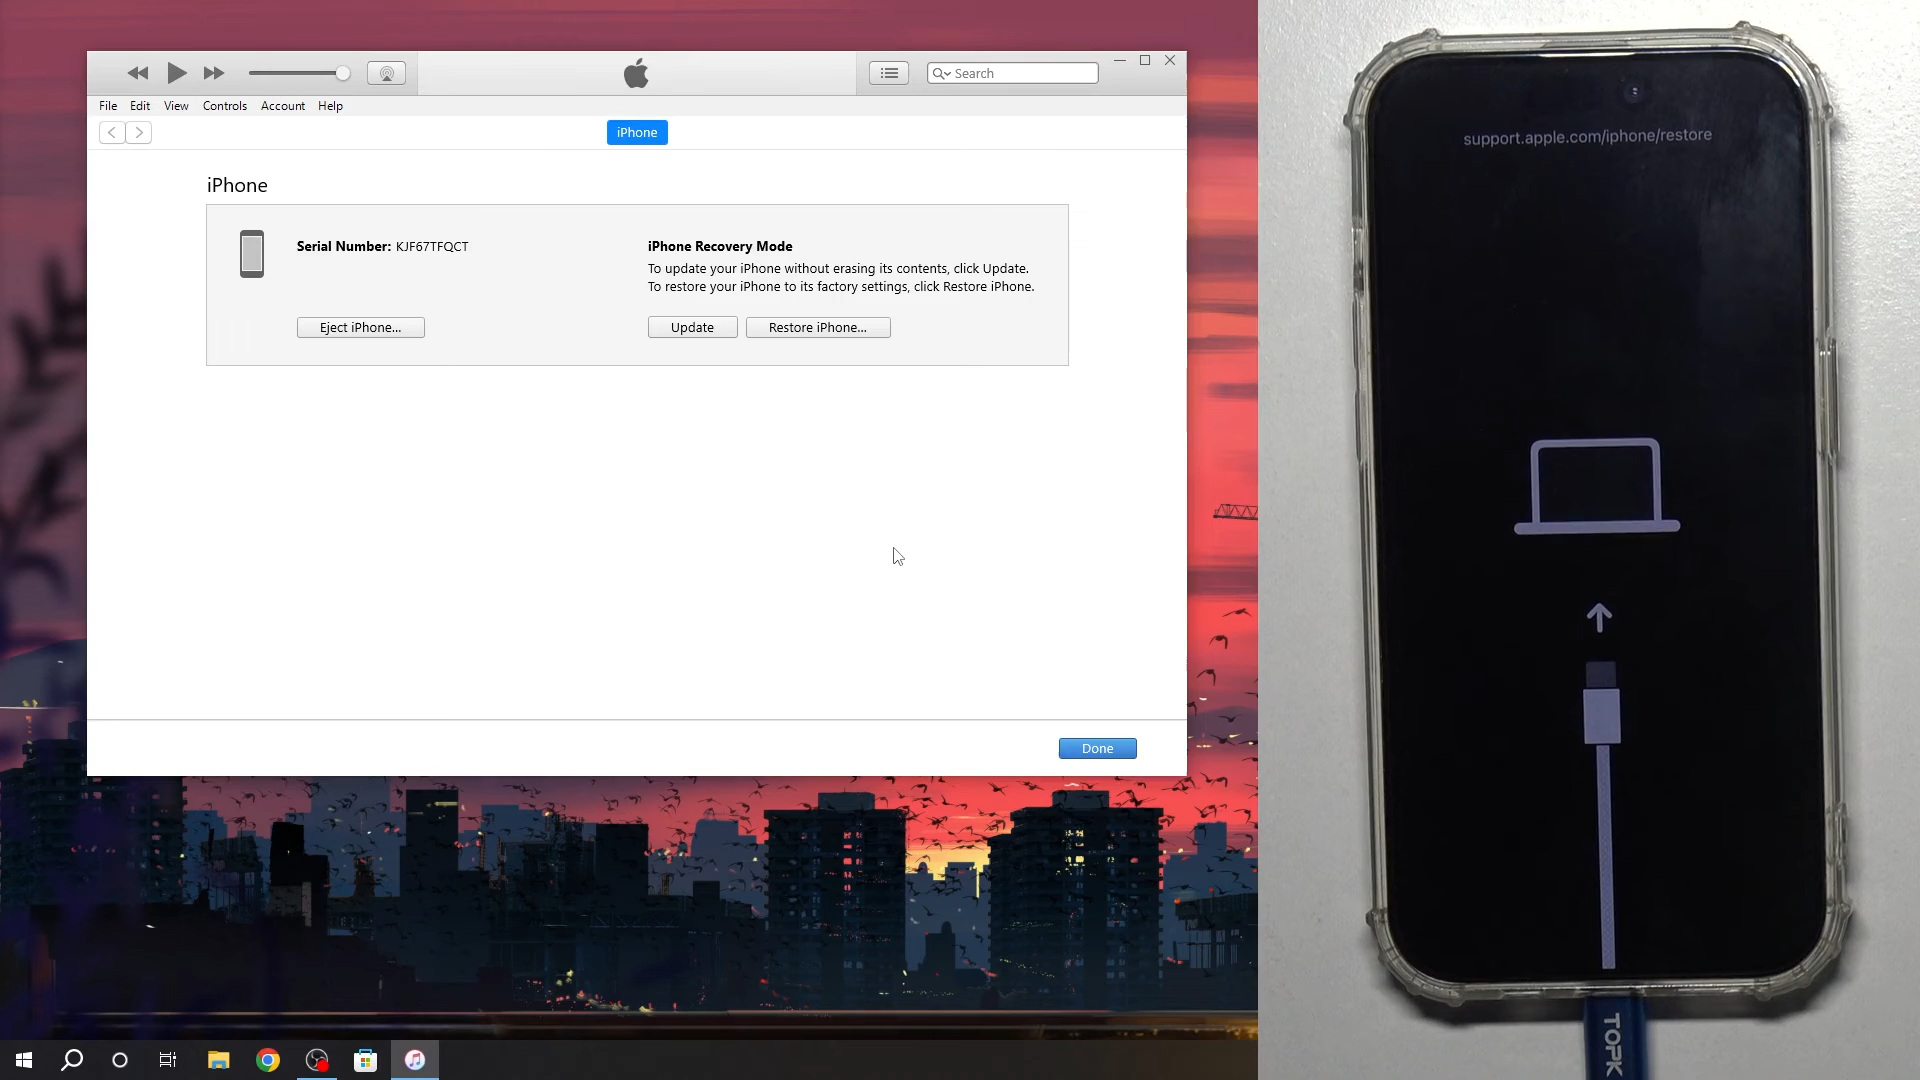 Search
File Edit View Controls Account Help
iPhone
iPhone
Serial Number: KJF67TFQCT
iPhone Recovery Mode
To update your iPhone without erasing its contents, click Update.
To restore your iPhone to its factory settings, click Restore iPhone.
Eject iPhone...
Update
Restore iPhone...
Done
support.apple.com/iphone/restore
TOPK